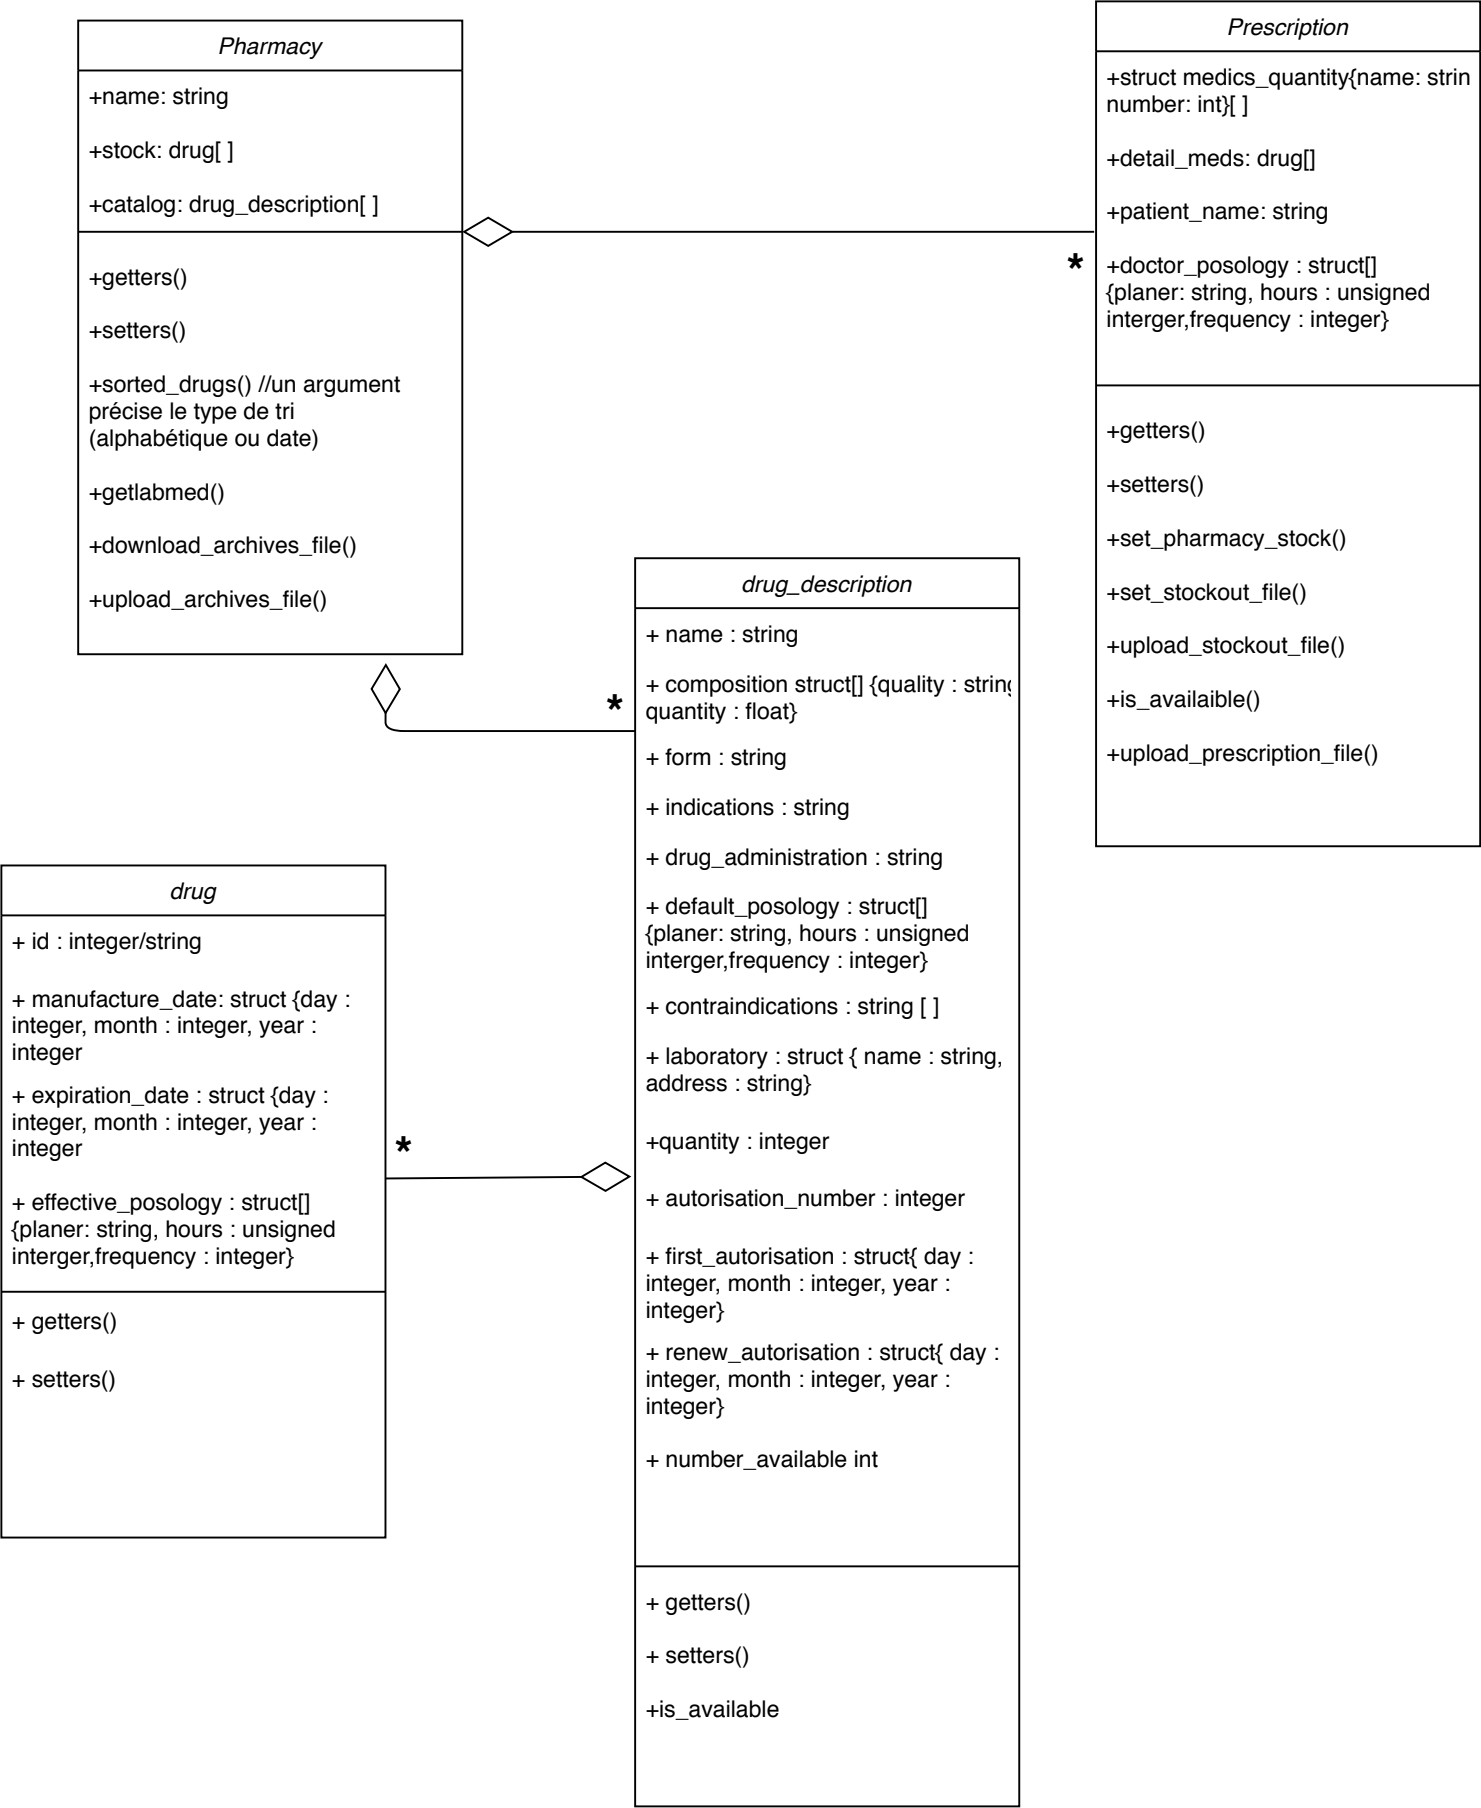 Pharmacy
+name: string
+stock: drug[ ]
+catalog: drug_description[ ]
+getters()
+setters()
+sorted_drugs() //un argument
précise le type de tri
(alphabétique ou date)
+getlabmed()
+download_archives_file()
+upload_archives_file()
Prescription
+struct medics_quantity{name: strin
number: int}[ ]
+detail_meds: drug[]
+patient_name: string
+doctor_posology : struct[]
{planer: string, hours : unsigned
interger,frequency : integer}
+getters()
+setters()
+set_pharmacy_stock()
+set_stockout_file()
+upload_stockout_file()
+is_availaible()
+upload_prescription_file()
*
*
drug_description
+ name : string
+ composition struct[] {quality : string
quantity : float}
+ form : string
+ indications : string
+ drug_administration : string
+ default_posology : struct[]
{planer: string, hours : unsigned
interger,frequency : integer}
+ contraindications : string [ ]
+ laboratory : struct { name : string,
address : string}
+quantity : integer
+ autorisation_number : integer
+ first_autorisation : struct{ day :
integer, month : integer, year :
integer}
+ renew_autorisation : struct{ day :
integer, month : integer, year :
integer}
+ number_available int
+ getters()
+ setters()
+is_available
drug
+ id : integer/string
+ manufacture_date: struct {day :
integer, month : integer, year :
integer
+ expiration_date : struct {day :
integer, month : integer, year :
integer
+ effective_posology : struct[]
{planer: string, hours : unsigned
interger,frequency : integer}
+ getters()
+ setters()
*